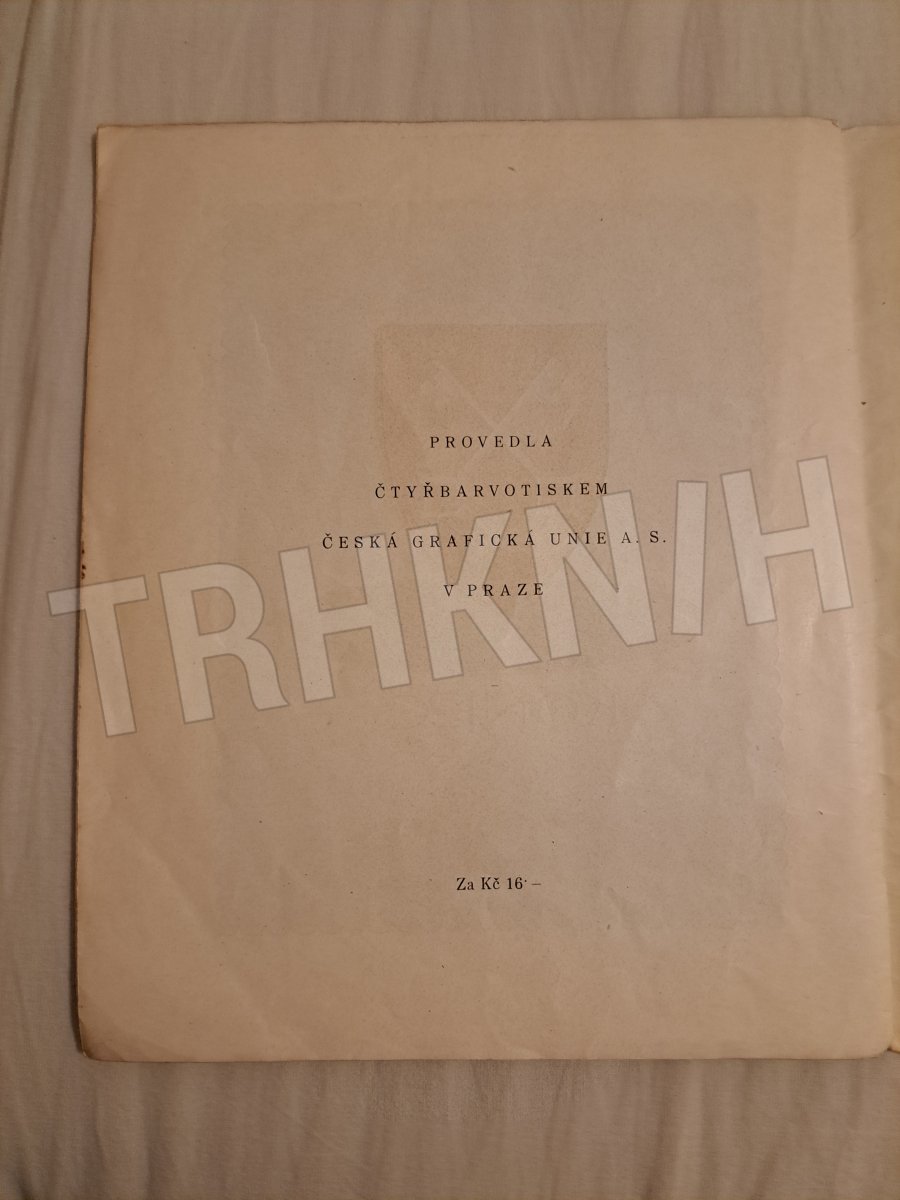 PROVEDLA
ČTYŘBARVOTISKEM
ČESKÁ GRAFICKÁ UNIE A. S.
V PRAZE
TRHKNIH
Za Kč 16·–